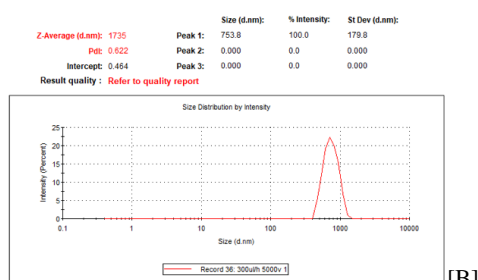 Size (d.nm): % Intensity: St Dev (d.nm):
Z-Average (d.nm): 1735 Peak 1: 753.8 100.0 179.8
PdI: 0.622 Peak 2: 0.000 0.0 0.000
Intercept: 0.464 Peak 3: 0.000 0.0 0.000
Result quality : Refer to quality report
Size Distribution by Intensity
Intensity (Percent)
25
20
15
10
5
0
0.1 1 10 100 1000 10000
Size (d.nm)
Record 36: 300ul/h 5000v 1
[B]